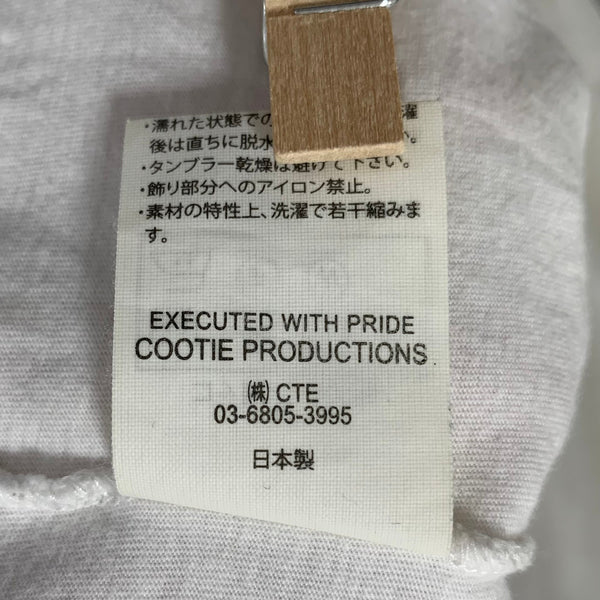 ・濡れた状態での 濯
後は直ちに脱水 い。
・タンブラー乾燥は避けて下さい。
・飾り部分へのアイロン禁止。
・素材の特性上、洗濯で若干縮みま
す。
EXECUTED WITH PRIDE
COOTIE PRODUCTIONS
㈱ CTE
03-6805-3995
日本製